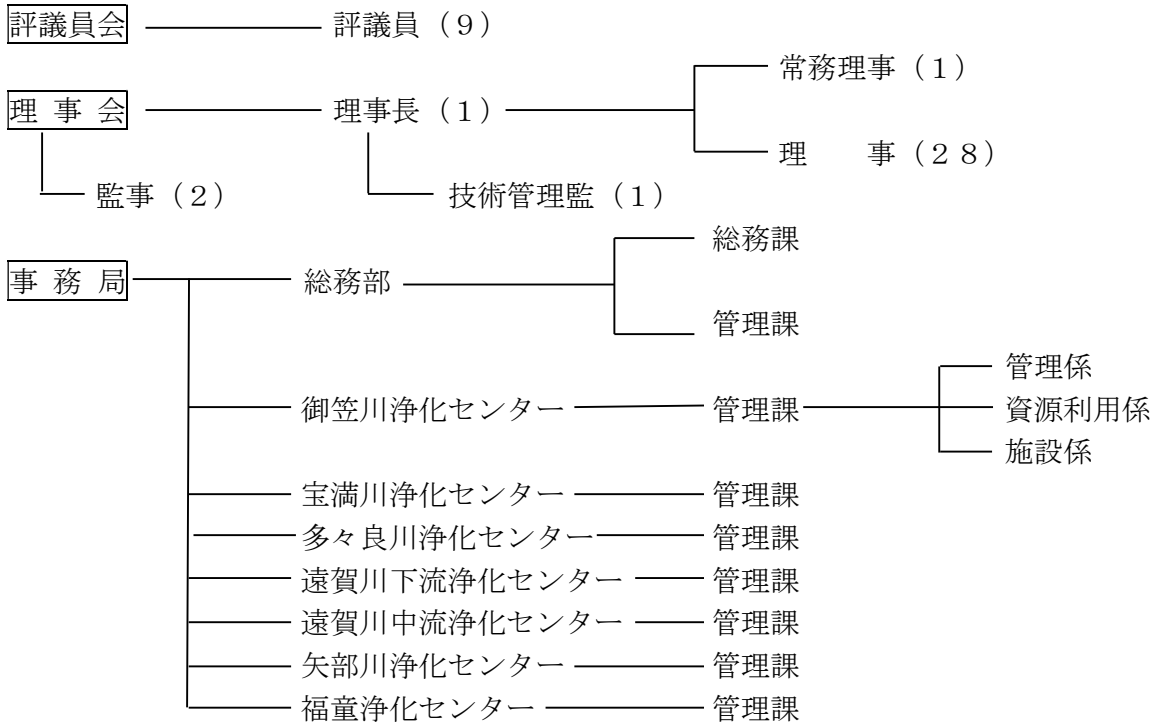 評議員会 評議員(9)
常務理事(1)
理 事 会 理事長(1)
理  事(28)
監事(2) 技術管理監(1)
総務課
事 務 局 総務部
管理課
管理係
御笠川浄化センター 管理課 資源利用係
施設係
宝満川浄化センター 管理課
多々良川浄化センター 管理課
遠賀川下流浄化センター 管理課
遠賀川中流浄化センター 管理課
矢部川浄化センター 管理課
福童浄化センター 管理課